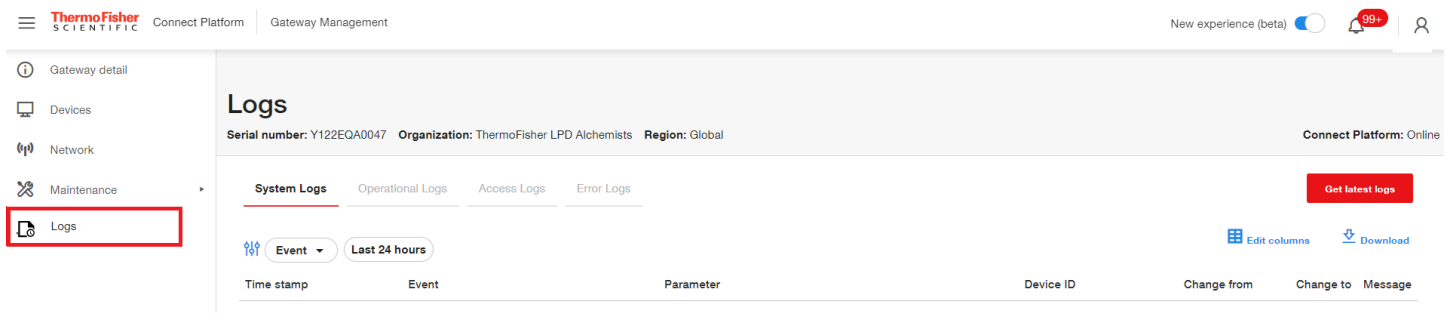 ThermoFisher
SCIENTIFIC
Connect Platform
Gateway Management
New experience (beta)
99+
Gateway detail
Devices
Network
Maintenance
Logs
Logs
Serial number: Y122EQA0047 Organization: ThermoFisher LPD Alchemists Region: Global
Connect Platform: Online
System Logs Operational Logs Access Logs Error Logs
Get latest logs
Event Last 24 hours
Edit columns Download
Time stamp Event Parameter Device ID Change from Change to Message